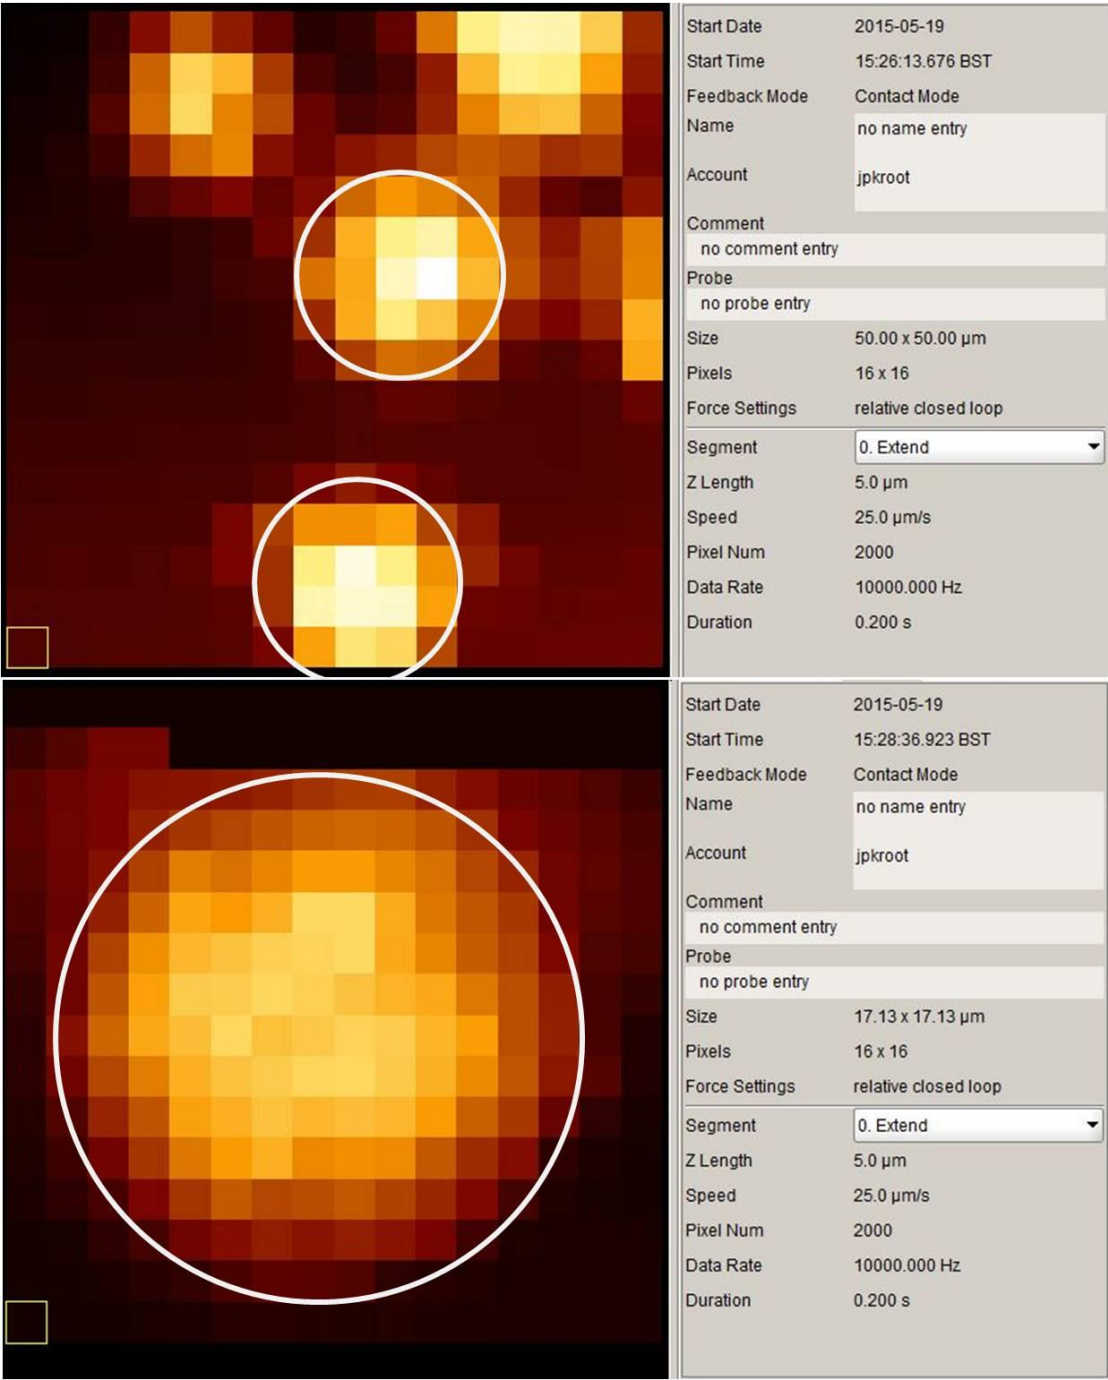 Start Date 2015-05-19
Start Time 15:26:13.676 BST
Feedback Mode Contact Mode
Name no name entry
Account jpkroot
Comment
no comment entry
Probe
no probe entry
Size 50.00 x 50.00 µm
Pixels 16 x 16
Force Settings relative closed loop
Segment 0. Extend
Z Length 5.0 µm
Speed 25.0 µm/s
Pixel Num 2000
Data Rate 10000.000 Hz
Duration 0.200 s
Start Date 2015-05-19
Start Time 15:28:36.923 BST
Feedback Mode Contact Mode
Name no name entry
Account jpkroot
Comment
no comment entry
Probe
no probe entry
Size 17.13 x 17.13 µm
Pixels 16 x 16
Force Settings relative closed loop
Segment 0. Extend
Z Length 5.0 µm
Speed 25.0 µm/s
Pixel Num 2000
Data Rate 10000.000 Hz
Duration 0.200 s